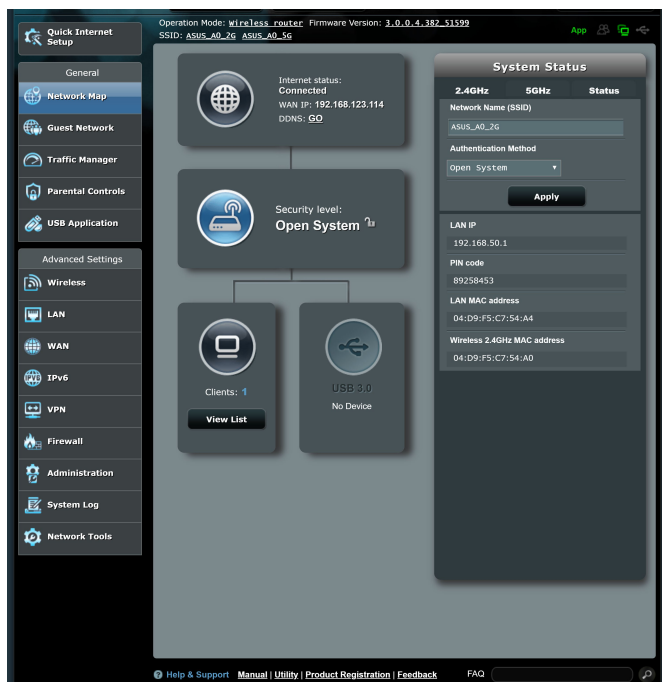 Quick Internet
Setup
Operation Mode: Wireless router Firmware Version: 3.0.0.4.382_51599
SSID: ASUS_A0_2G ASUS_A0_5G
App
General
Network Map
Guest Network
Traffic Manager
Parental Controls
USB Application
Advanced Settings
Wireless
LAN
WAN
IPv6
VPN
Firewall
Administration
System Log
Network Tools
Internet status:
Connected
WAN IP: 192.168.123.114
DDNS: GO
Security level:
Open System
Clients: 1
View List
USB 3.0
No Device
System Status
2.4GHz 5GHz Status
Network Name (SSID)
ASUS_A0_2G
Authentication Method
Open System
Apply
LAN IP
192.168.50.1
PIN code
89258453
LAN MAC address
04:D9:F5:C7:54:A4
Wireless 2.4GHz MAC address
04:D9:F5:C7:54:A0
Help & Support Manual | Utility | Product Registration | Feedback FAQ